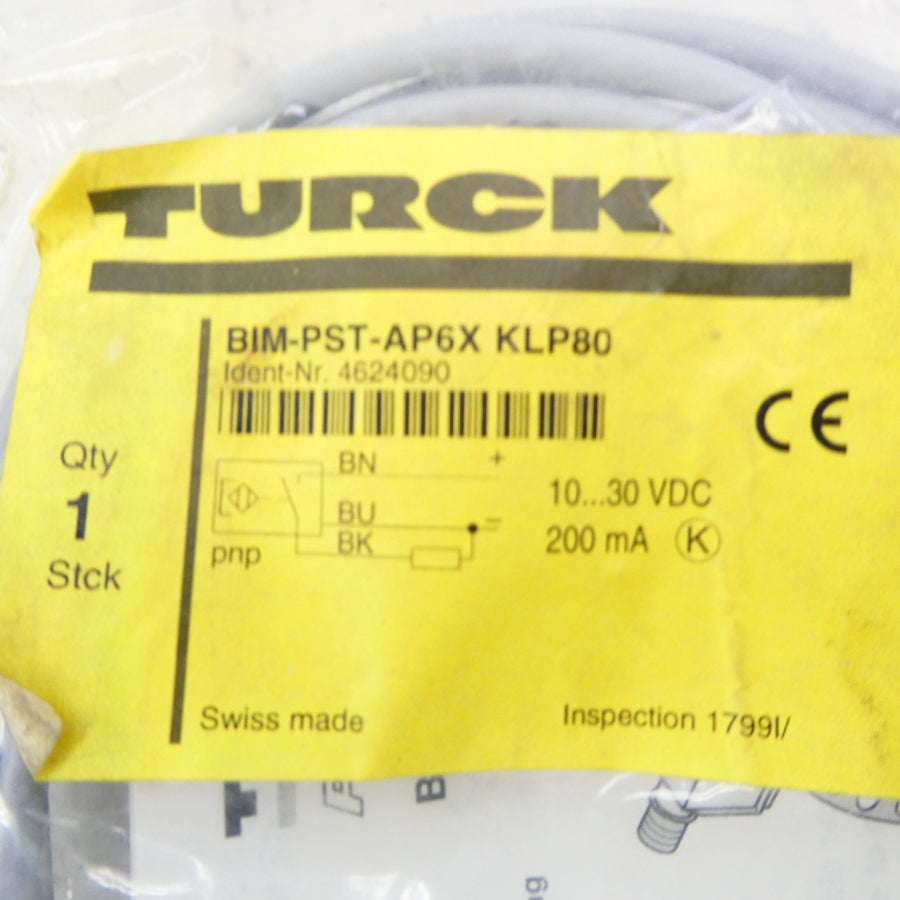 TURCK
BIM-PST-AP6X KLP80
Ident-Nr. 4624090
CE
Qty
1
Stck
BN +
BU
BK
pnp
10...30 VDC
200 mA K
Swiss made
Inspection 1799I/